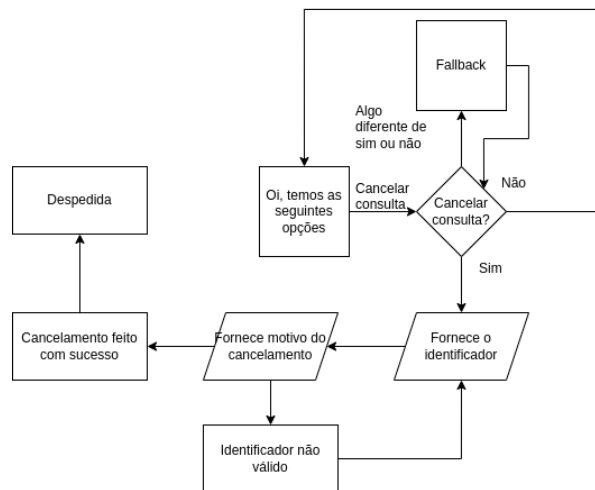 Fallback
Algo
diferente de
sim ou não
Despedida
Oi, temos as
seguintes
opções
Cancelar
consulta
Cancelar
consulta?
Não
Sim
Cancelamento feito
com sucesso
Fornece motivo do
cancelamento
Fornece o
identificador
Identificador não
válido